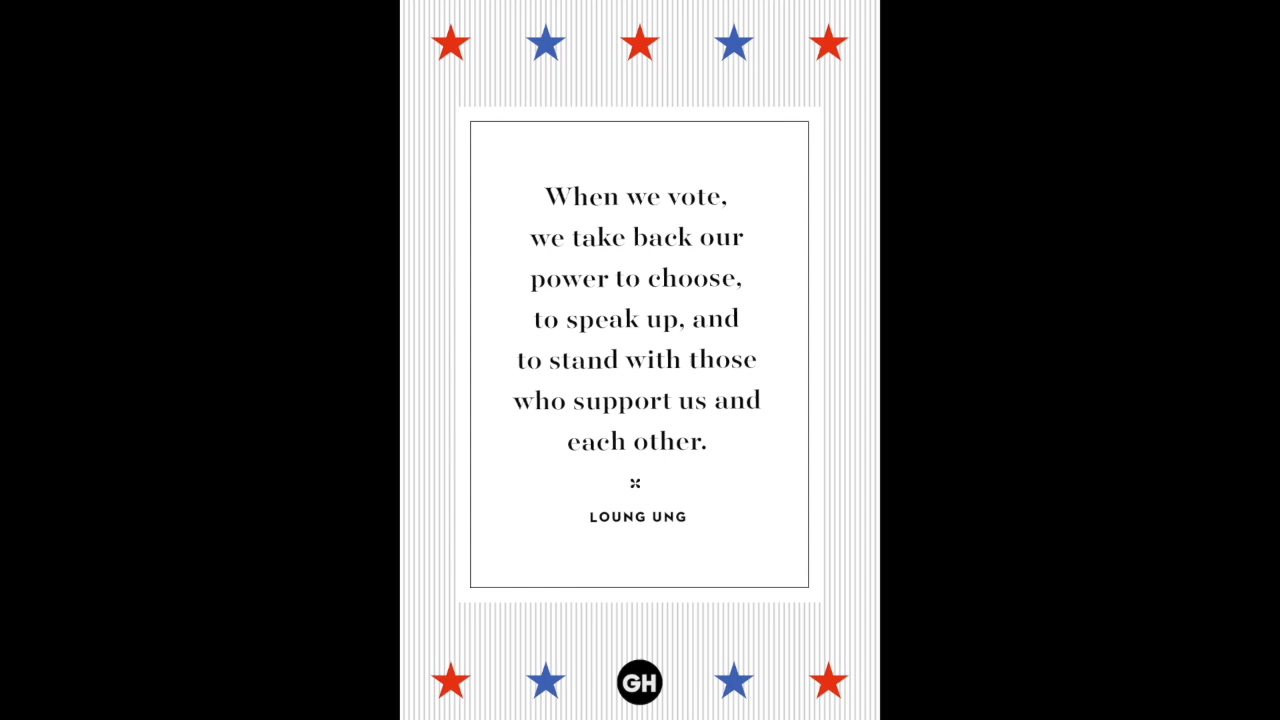 When we vote,
we take back our
power to choose,
to speak up, and
to stand with those
who support us and
each other.
LOUNG UNG
GH